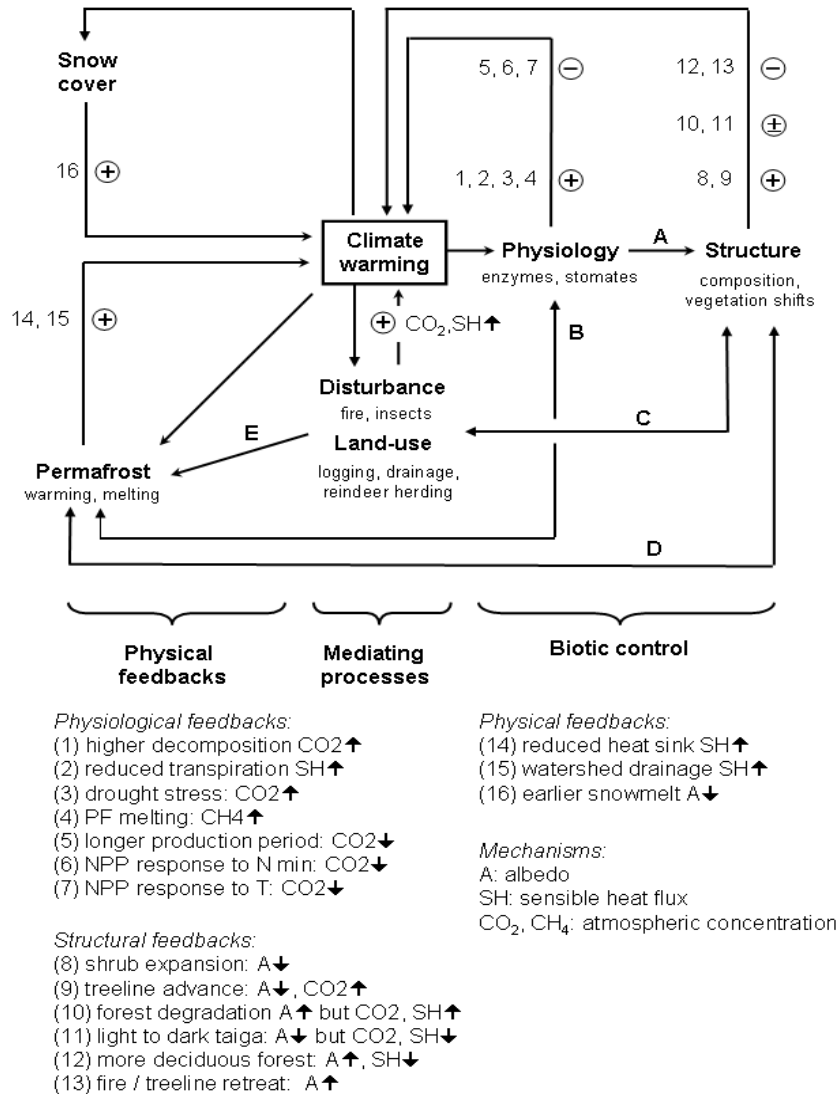 Snow
cover
5, 6, 7 −
12, 13 −
10, 11 ±
16 +
1, 2, 3, 4 +
8, 9 +
Climate
warming
Physiology
enzymes, stomates
A
Structure
composition,
vegetation shifts
14, 15 +
+ CO₂,SH↑
B
Disturbance
fire, insects
Land-use
logging, drainage,
reindeer herding
C
E
Permafrost
warming, melting
D
Physical
feedbacks
Mediating
processes
Biotic control
Physiological feedbacks:
(1) higher decomposition CO2↑
(2) reduced transpiration SH↑
(3) drought stress: CO2↑
(4) PF melting: CH4↑
(5) longer production period: CO2↓
(6) NPP response to N min: CO2↓
(7) NPP response to T: CO2↓
Structural feedbacks:
(8) shrub expansion: A↓
(9) treeline advance: A↓, CO2↑
(10) forest degradation A↑ but CO2, SH↑
(11) light to dark taiga: A↓ but CO2, SH↓
(12) more deciduous forest: A↑, SH↓
(13) fire / treeline retreat: A↑
Physical feedbacks:
(14) reduced heat sink SH↑
(15) watershed drainage SH↑
(16) earlier snowmelt A↓
Mechanisms:
A: albedo
SH: sensible heat flux
CO₂, CH₄: atmospheric concentration